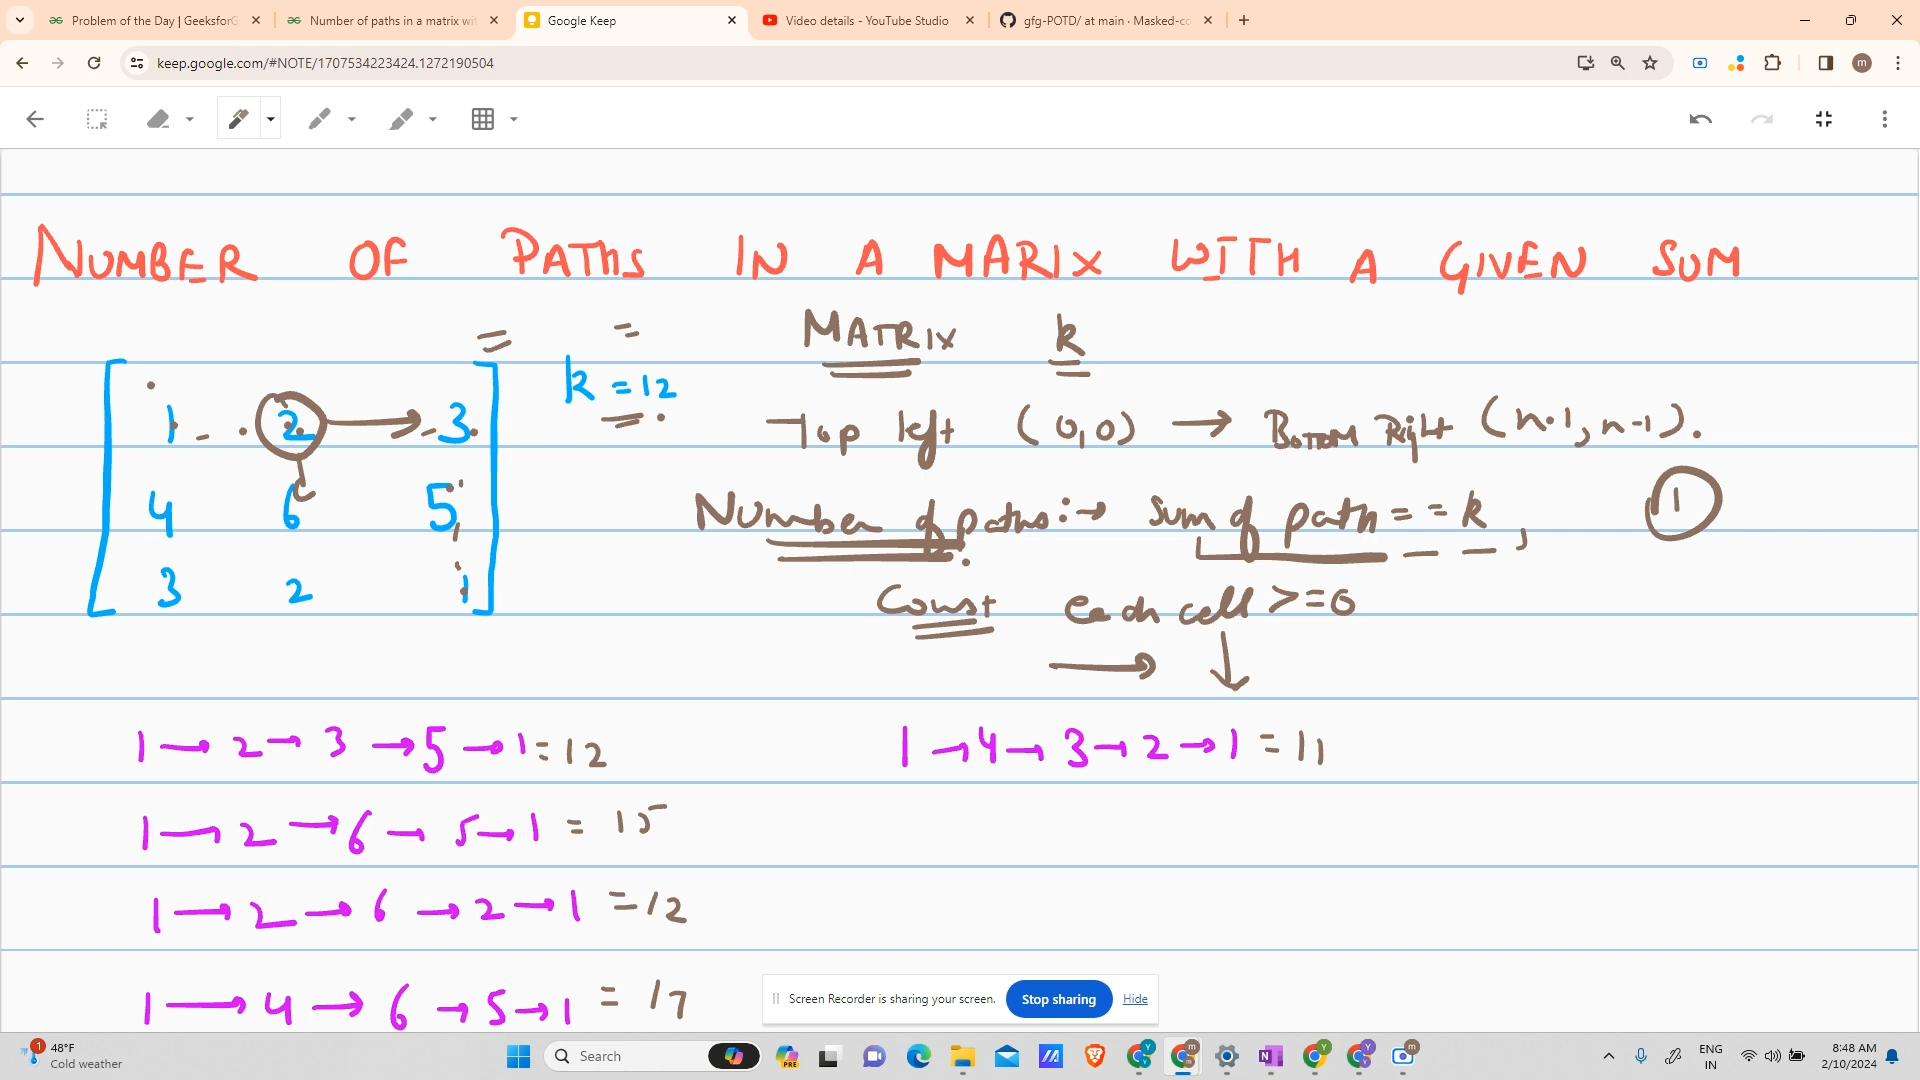 Problem of the Day | GeeksforG
Number of paths in a matrix wit
Google Keep
Video details - YouTube Studio
gfg-POTD/ at main · Masked-co
keep.google.com/#NOTE/1707534223424.1272190504
m
NUMBER OF PATHS IN A MARIX WITH A GIVEN SUM
MATRIX k
k = 12
1 2 3
4 6 5
3 2 1
Top left (0,0) → Bottom Right (n-1, n-1).
Number of paths :→ Sum of path == k,
1
Const each cell >= 0
1 → 2 → 3 → 5 → 1 = 12
1 → 4 → 3 → 2 → 1 = 11
1 → 2 → 6 → 5 → 1 = 15
1 → 2 → 6 → 2 → 1 = 12
1 → 4 → 6 → 5 → 1 = 17
Screen Recorder is sharing your screen. Stop sharing Hide
1
48°F
Cold weather
Search
PRE
ENG
IN
8:48 AM
2/10/2024